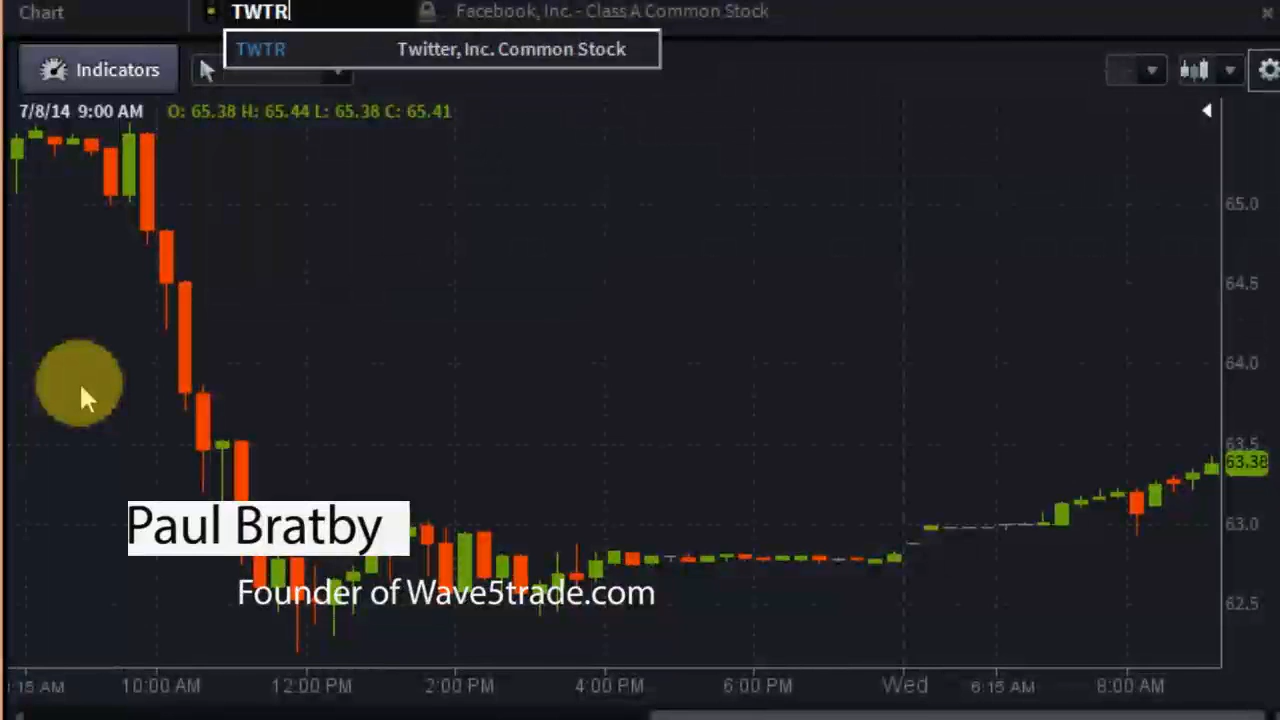 Chart TWTR Facebook, Inc. - Class A Common Stock
TWTR Twitter, Inc. Common Stock
Indicators
7/8/14 9:00 AM O: 65.38 H: 65.44 L: 65.38 C: 65.41
65.0
64.5
64.0
63.5
63.38
Paul Bratby
63.0
Founder of Wave5trade.com
62.5
:15 AM 10:00 AM 12:00 PM 2:00 PM 4:00 PM 6:00 PM Wed 6:15 AM 8:00 AM